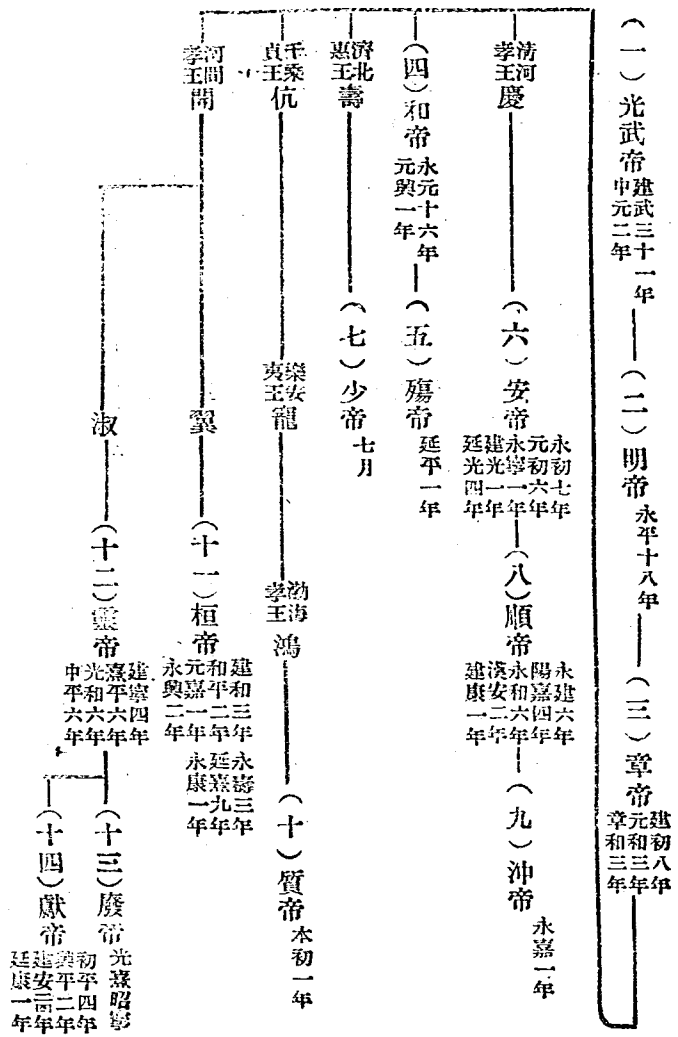 （一）光武帝
建武三十一年
中元二年
（二）明帝
永平十八年
（三）章帝
建初八年
元和三年
章和三年
清河
孝王
慶
（六）安帝
永初七年
元初六年
永寧一年
建光一年
延光四年
（八）順帝
永建六年
陽嘉四年
永和六年
漢安二年
建康一年
（九）沖帝
永嘉一年
（四）和帝
永元十六年
元興一年
（五）殤帝
延平一年
濟北
惠王
壽
（七）少帝
七月
千乘
貞王
伉
樂安
夷王
寵
渤海
孝王
鴻
（十）質帝
本初一年
河間
孝王
開
翼
（十一）桓帝
建和三年
和平二年
元嘉一年
永興二年
永壽三年
延熹九年
永康一年
淑
（十二）靈帝
建寧四年
熹平六年
光和六年
中平六年
（十三）廢帝
光熹昭寧
（十四）獻帝
初平四年
興平二年
建安年
延康一年